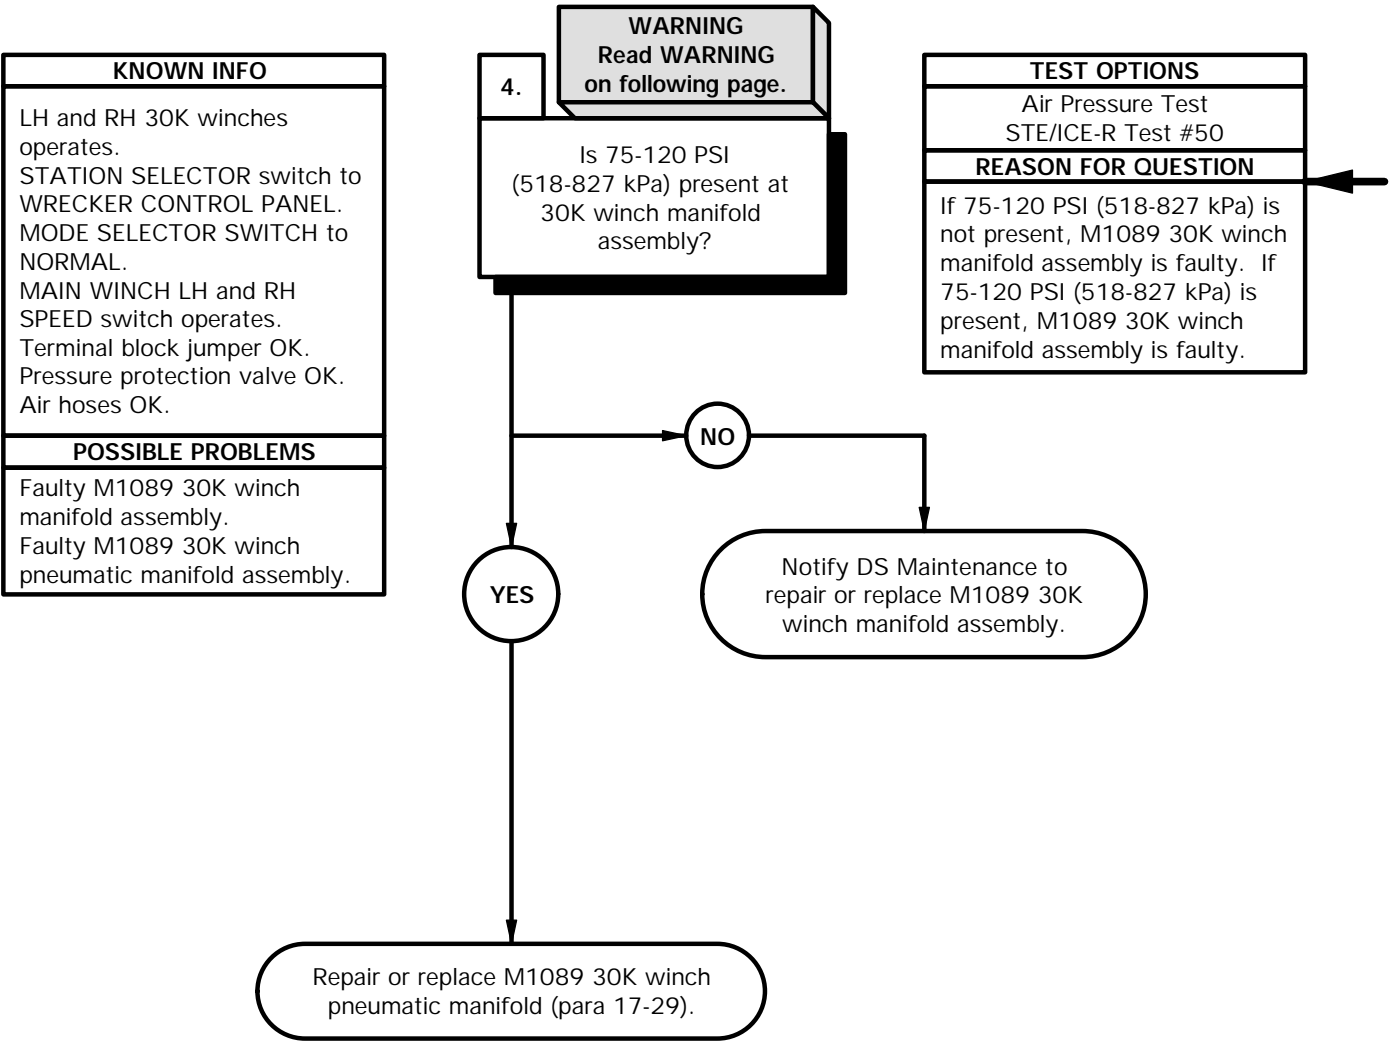 KNOWN INFO
LH and RH 30K winches
operates.
STATION SELECTOR switch to
WRECKER CONTROL PANEL.
MODE SELECTOR SWITCH to
NORMAL.
MAIN WINCH LH and RH
SPEED switch operates.
Terminal block jumper OK.
Pressure protection valve OK.
Air hoses OK.
POSSIBLE PROBLEMS
Faulty M1089 30K winch
manifold assembly.
Faulty M1089 30K winch
pneumatic manifold assembly.
WARNING
Read WARNING
on following page.
4.
Is 75-120 PSI
(518-827 kPa) present at
30K winch manifold
assembly?
TEST OPTIONS
Air Pressure Test
STE/ICE-R Test #50
REASON FOR QUESTION
If 75-120 PSI (518-827 kPa) is
not present, M1089 30K winch
manifold assembly is faulty.  If
75-120 PSI (518-827 kPa) is
present, M1089 30K winch
manifold assembly is faulty.
NO
YES
Notify DS Maintenance to
repair or replace M1089 30K
winch manifold assembly.
Repair or replace M1089 30K winch
pneumatic manifold (para 17-29).